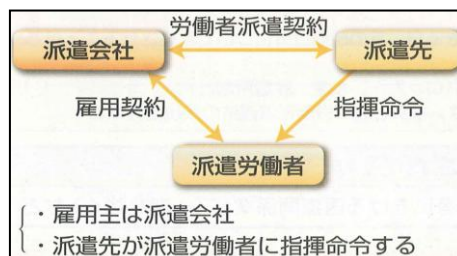 労働者派遣契約
派遣会社
派遣先
雇用契約
指揮命令
派遣労働者
・雇用主は派遣会社
・派遣先が派遣労働者に指揮命令する